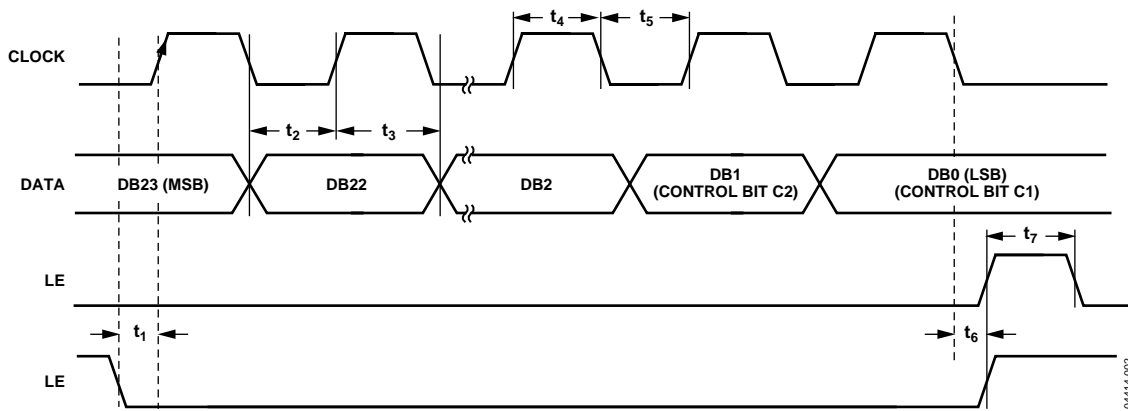 t4 t5
CLOCK
t2 t3
DATA
DB23 (MSB) DB22 DB2 DB1
(CONTROL BIT C2) DB0 (LSB)
(CONTROL BIT C1)
t7
LE
t1 t6
LE
04414-002